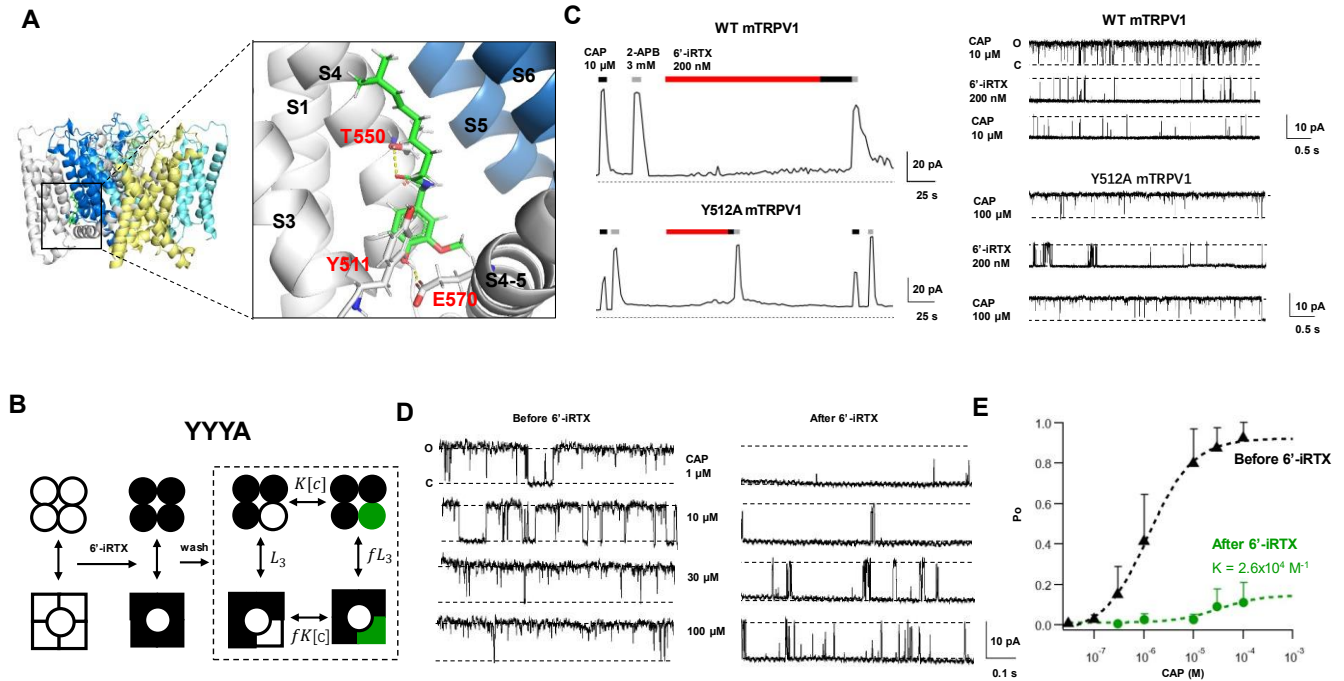 A
S4
S1
S6
T550
S5
S3
Y511
S4-5
E570
B
YYYA
K[c]
6'-iRTX
wash
L₃
fL₃
fK[C]
C
WT mTRPV1
CAP 2-APB 6'-iRTX
10 µM 3 mM 200 nM
20 pA
25 s
Y512A mTRPV1
20 pA
25 s
WT mTRPV1
CAP
10 µM
O
C
6'-iRTX
200 nM
CAP
10 µM
10 pA
0.5 s
Y512A mTRPV1
CAP
100 µM
6'-iRTX
200 nM
CAP
100 µM
10 pA
0.5 s
D
Before 6'-iRTX
After 6'-iRTX
O
C
CAP
1 µM
10 µM
30 µM
100 µM
10 pA
0.1 s
E
1.0
0.8
0.6
0.4
0.2
0.0
Po
Before 6'-iRTX
After 6'-iRTX
K = 2.6x10⁴ M⁻¹
10⁻⁷ 10⁻⁶ 10⁻⁵ 10⁻⁴ 10⁻³
CAP (M)